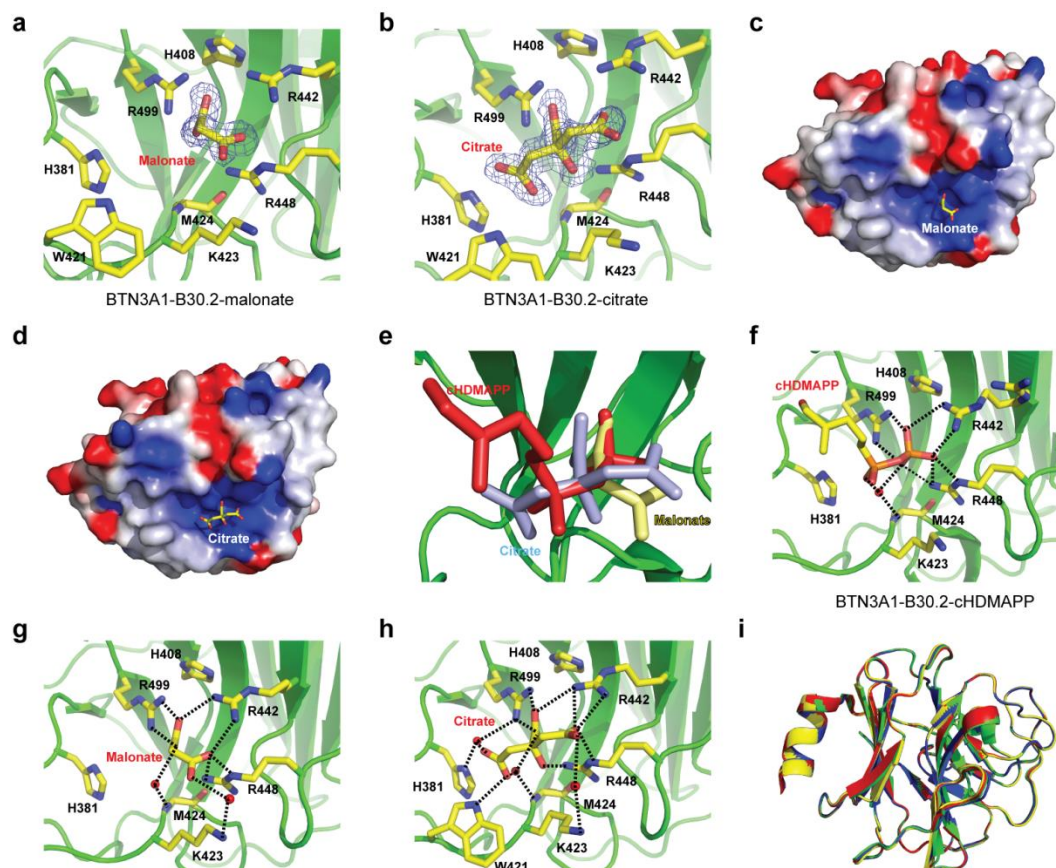 a
H408
R442
R499
Malonate
H381
R448
M424
W421
K423
BTN3A1-B30.2-malonate
b
H408
R442
R499
Citrate
H381
R448
M424
W421
K423
BTN3A1-B30.2-citrate
c
Malonate
d
Citrate
e
cHDMAPP
Malonate
Citrate
f
cHDMAPP
H408
R499
R442
H381
R448
M424
K423
BTN3A1-B30.2-cHDMAPP
g
H408
R499
R442
Malonate
H381
R448
M424
K423
h
H408
R499
R442
Citrate
H381
R448
M424
K423
W421
i